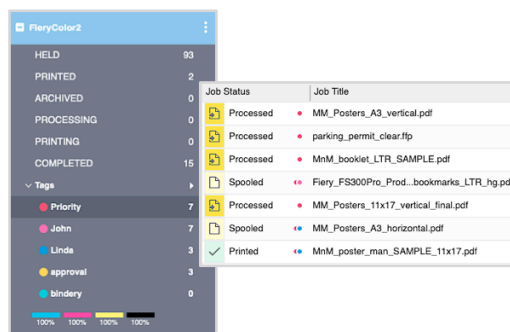 FieryColor2
HELD 93
PRINTED 2
ARCHIVED 0
PROCESSING 0
PRINTING 0
COMPLETED 15
Tags
Priority 7
John 7
Linda 3
approval 3
bindery 0
100% 100% 100% 100%
Job Status Job Title
Processed MM_Posters_A3_vertical.pdf
Processed parking_permit_clear.ffp
Processed MnM_booklet_LTR_SAMPLE.pdf
Spooled Fiery_FS300Pro_Prod...bookmarks_LTR_hg.pd
Processed MM_Posters_11x17_vertical_final.pdf
Spooled MM_Posters_A3_horizontal.pdf
Printed MnM_poster_man_SAMPLE_11x17.pdf